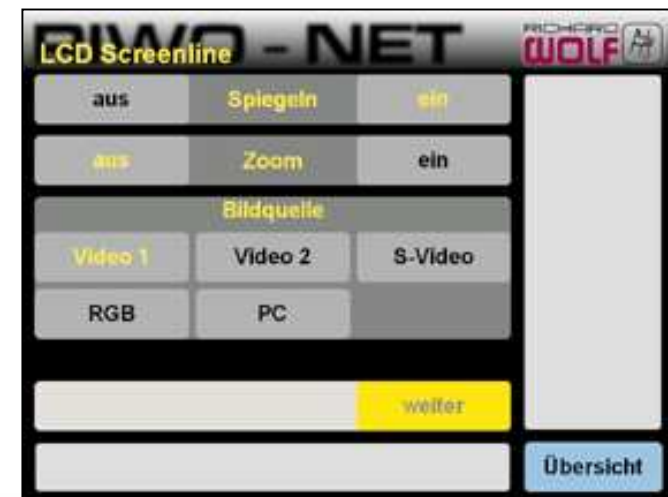 RIWO - NET
RICHARD
WOLF
LCD Screenline
aus Spiegeln ein
aus Zoom ein
Bildquelle
Video 1 Video 2 S-Video
RGB PC
weiter
Übersicht